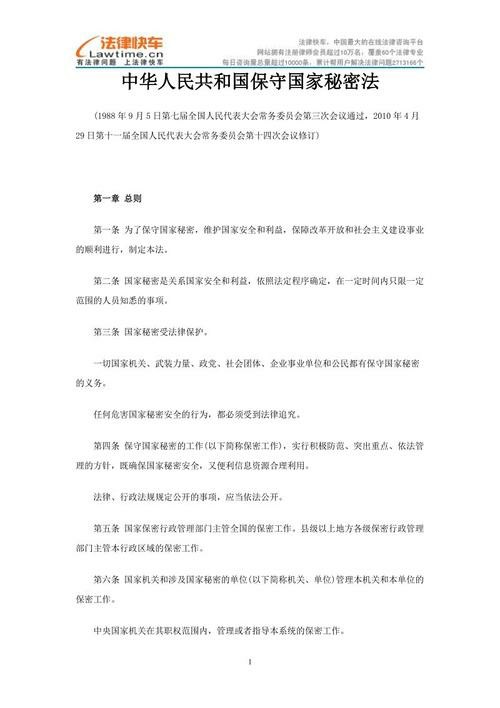 法律快车
Lawtime.cn
有法律问题 上法律快车
法律快车,中国最大的在线法律咨询平台
网站拥有注册律师会员超过10万名,覆盖60个法律专业
每日咨询量总量超过10000条,累计帮用户解决法律问题2713166个
中华人民共和国保守国家秘密法
(1988 年 9 月 5 日第七届全国人民代表大会常务委员会第三次会议通过,2010 年 4 月
29 日第十一届全国人民代表大会常务委员会第十四次会议修订)
第一章 总则
第一条 为了保守国家秘密,维护国家安全和利益,保障改革开放和社会主义建设事业
的顺利进行,制定本法。
第二条 国家秘密是关系国家安全和利益,依照法定程序确定,在一定时间内只限一定
范围的人员知悉的事项。
第三条 国家秘密受法律保护。
一切国家机关、武装力量、政党、社会团体、企业事业单位和公民都有保守国家秘密
的义务。
任何危害国家秘密安全的行为,都必须受到法律追究。
第四条 保守国家秘密的工作(以下简称保密工作),实行积极防范、突出重点、依法管
理的方针,既确保国家秘密安全,又便利信息资源合理利用。
法律、行政法规规定公开的事项,应当依法公开。
第五条 国家保密行政管理部门主管全国的保密工作。县级以上地方各级保密行政管理
部门主管本行政区域的保密工作。
第六条 国家机关和涉及国家秘密的单位(以下简称机关、单位)管理本机关和本单位的
保密工作。
中央国家机关在其职权范围内,管理或者指导本系统的保密工作。
1